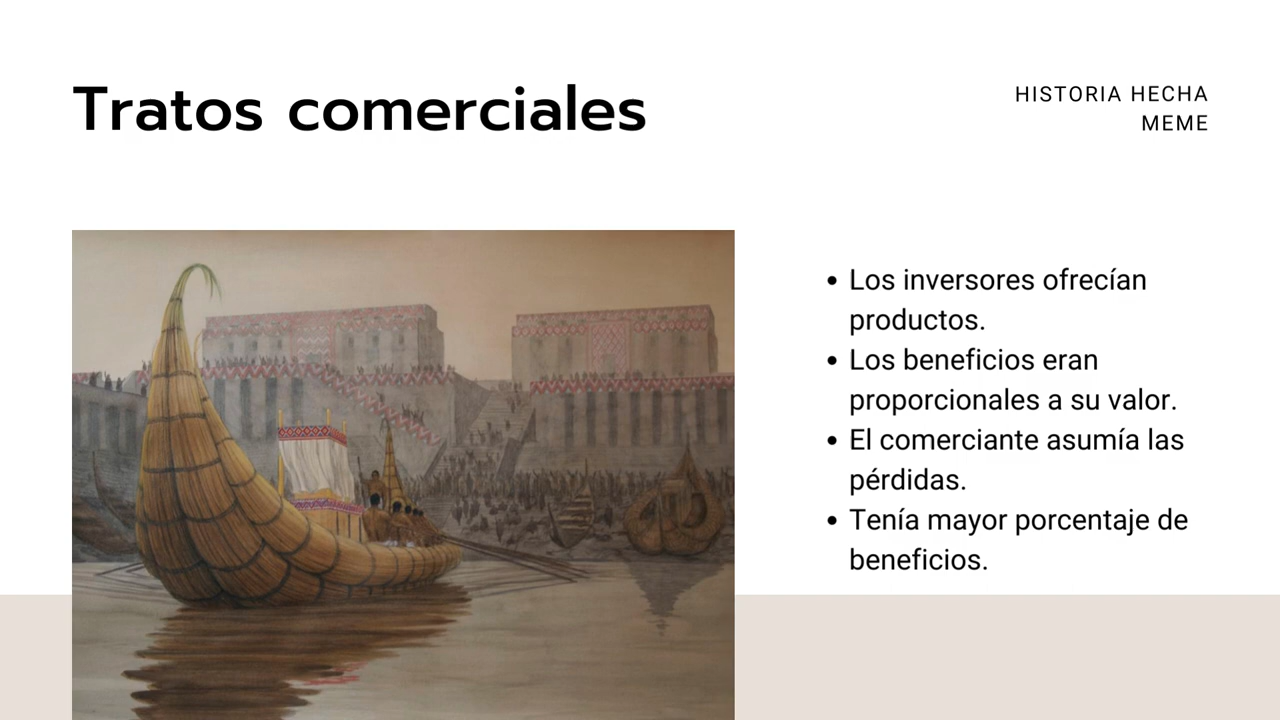 Tratos comerciales
HISTORIA HECHA
MEME
• Los inversores ofrecían
productos.
• Los beneficios eran
proporcionales a su valor.
• El comerciante asumía las
pérdidas.
• Tenía mayor porcentaje de
beneficios.